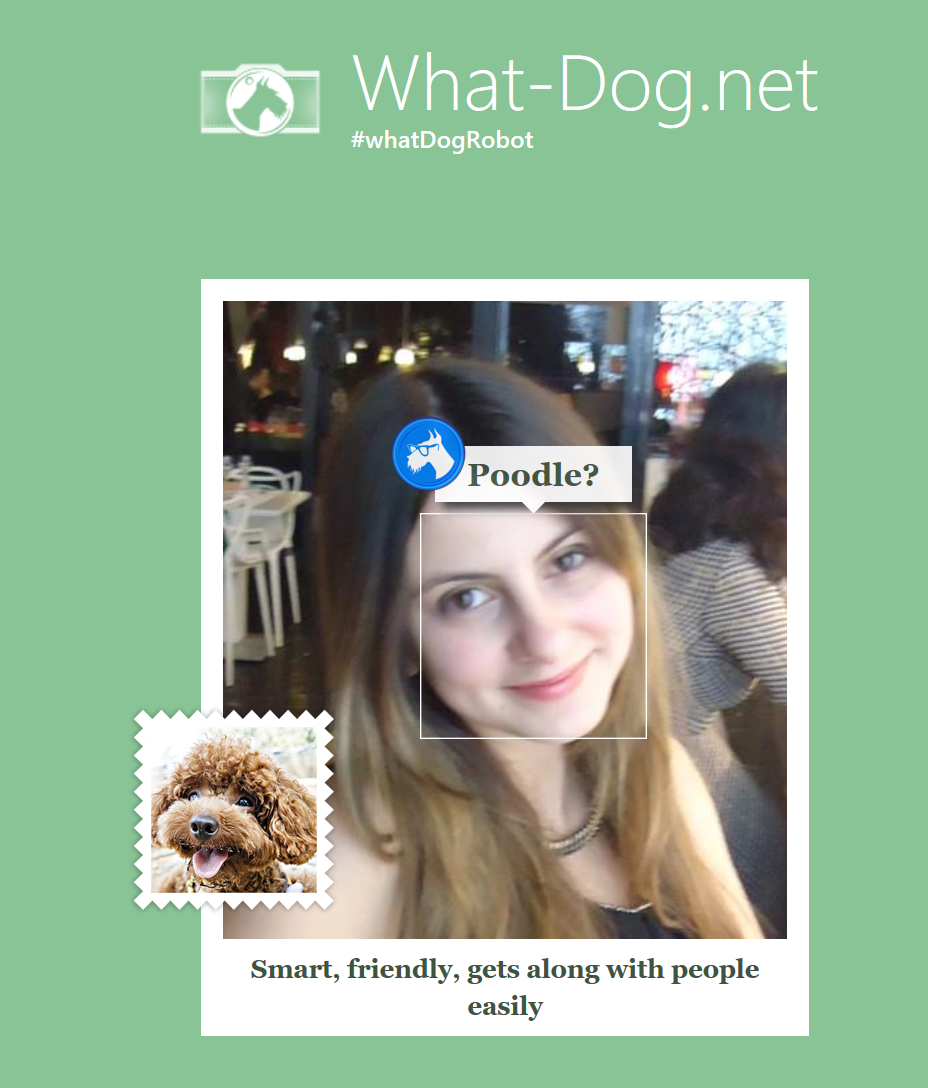 What-Dog.net
#whatDogRobot
Poodle?
Smart, friendly, gets along with people
easily